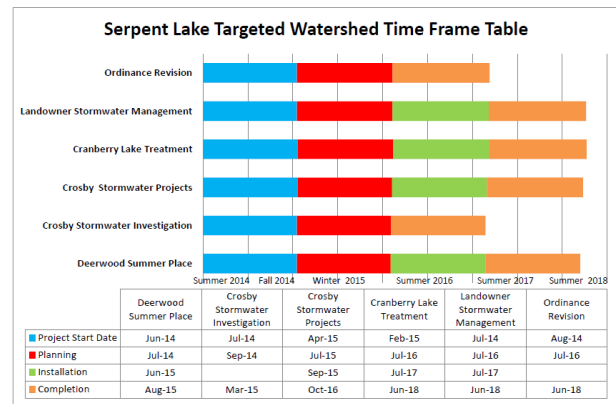 Serpent Lake Targeted Watershed Time Frame Table
Ordinance Revision
Landowner Stormwater Management
Cranberry Lake Treatment
Crosby Stormwater Projects
Crosby Stormwater Investigation
Deerwood Summer Place
Summer 2014 Fall 2014 Winter 2015 Summer 2016 Summer 2017 Summer 2018
Deerwood Summer Place Crosby Stormwater Investigation Crosby Stormwater Projects Cranberry Lake Treatment Landowner Stormwater Management Ordinance Revision
Project Start Date Jun-14 Jul-14 Apr-15 Feb-15 Jul-14 Aug-14
Planning Jul-14 Sep-14 Jul-15 Jul-16 Jul-16 Jul-16
Installation Jun-15 Sep-15 Jul-17 Jul-17
Completion Aug-15 Mar-15 Oct-16 Jun-18 Jun-18 Jun-18